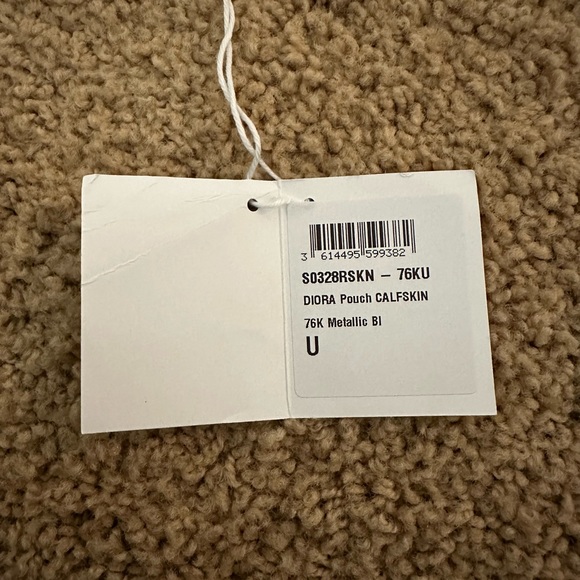 3 614495 599382
S0328RSKN – 76KU
DIORA Pouch CALFSKIN
76K Metallic Bl
U